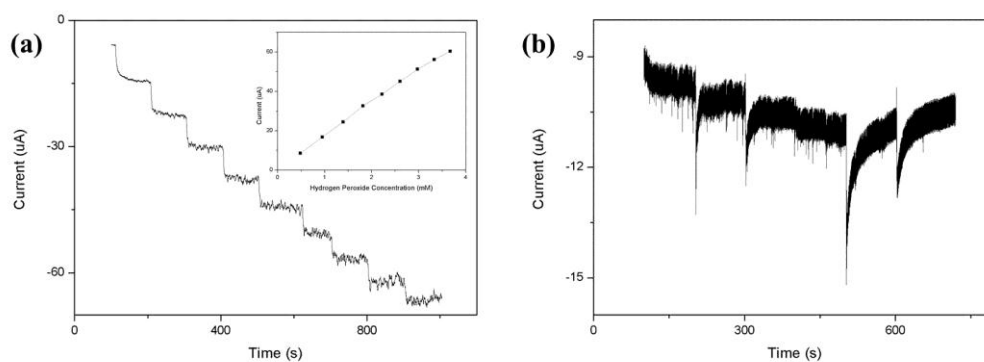 (a)
Current (uA)
0
-30
-60
0
400
800
Time (s)
Current (uA)
60
40
20
0
0
1
2
3
4
Hydrogen Peroxide Concentration (mM)
(b)
Current (uA)
-9
-12
-15
0
300
600
Time (s)